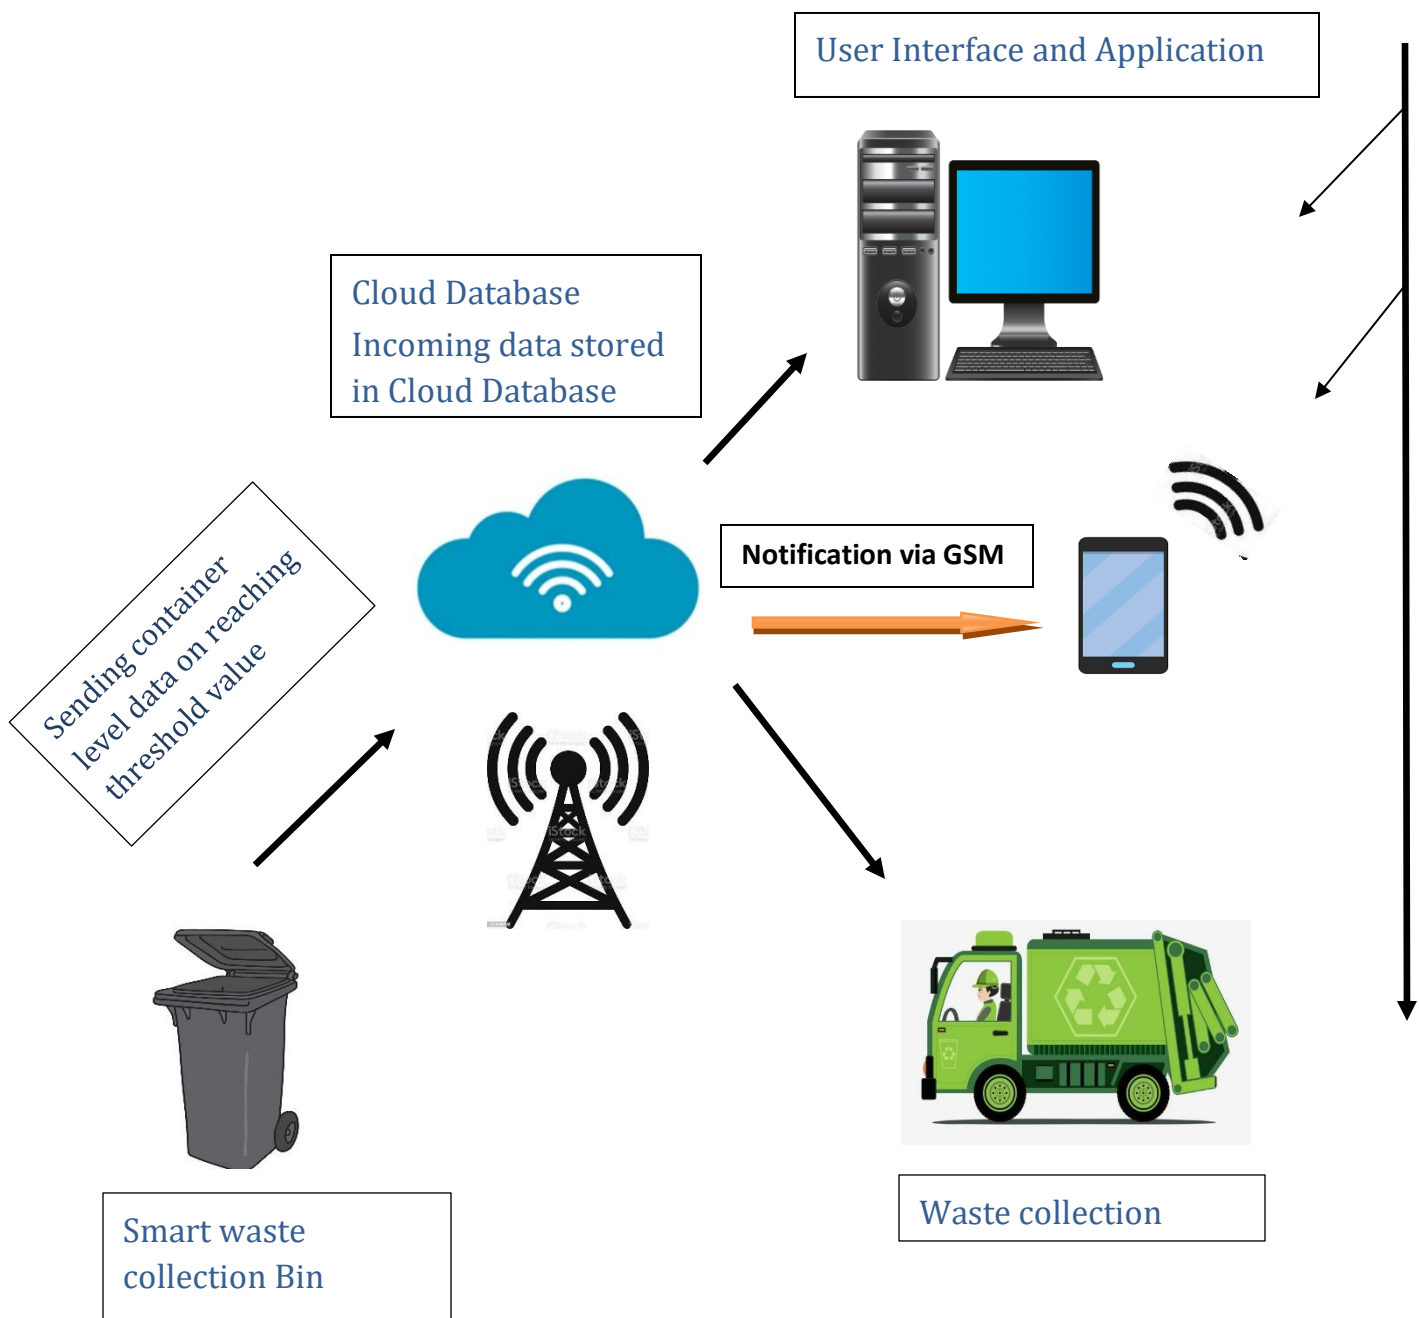 User Interface and Application
Cloud Database
Incoming data stored
in Cloud Database
Sending container
level data on reaching
threshold value
Notification via GSM
iStock
Smart waste
collection Bin
Waste collection